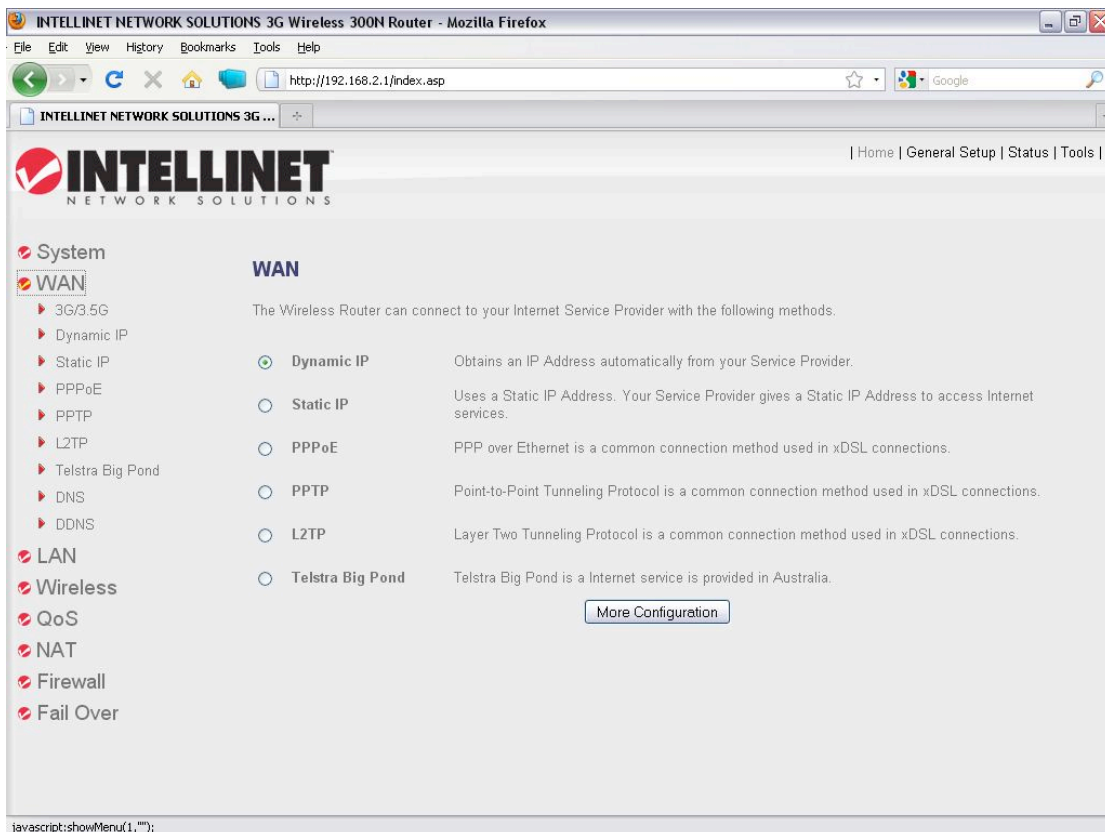 INTELLINET NETWORK SOLUTIONS 3G Wireless 300N Router - Mozilla Firefox
File Edit View History Bookmarks Tools Help
http://192.168.2.1/index.asp
Google
INTELLINET NETWORK SOLUTIONS 3G ...
INTELLINET
NETWORK SOLUTIONS
| Home | General Setup | Status | Tools |
System
WAN
3G/3.5G
Dynamic IP
Static IP
PPPoE
PPTP
L2TP
Telstra Big Pond
DNS
DDNS
LAN
Wireless
QoS
NAT
Firewall
Fail Over
WAN
The Wireless Router can connect to your Internet Service Provider with the following methods.
Dynamic IP Obtains an IP Address automatically from your Service Provider.
Static IP Uses a Static IP Address. Your Service Provider gives a Static IP Address to access Internet
services.
PPPoE PPP over Ethernet is a common connection method used in xDSL connections.
PPTP Point-to-Point Tunneling Protocol is a common connection method used in xDSL connections.
L2TP Layer Two Tunneling Protocol is a common connection method used in xDSL connections.
Telstra Big Pond Telstra Big Pond is a Internet service is provided in Australia.
More Configuration
javascript:showMenu(1,"");